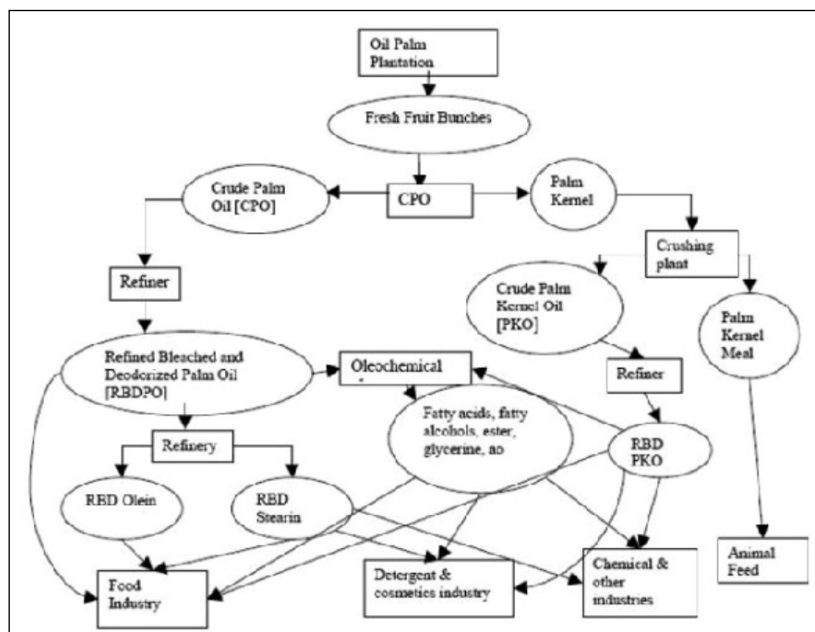 Oil Palm
Plantation
Fresh Fruit Bunches
Crude Palm
Oil [CPO]
CPO
Palm
Kernel
Crushing
plant
Refiner
Crude Palm
Kernel Oil
[PKO]
Palm
Kernel
Meal
Refined Bleached and
Deodorized Palm Oil
[RBDPO]
Oleochemical
Refiner
Fatty acids, fatty
alcohols, ester,
glycerine, ao
RBD
PKO
Refinery
RBD Olein
RBD
Stearin
Food
Industry
Detergent &
cosmetics industry
Chemical &
other
industries
Animal
Feed